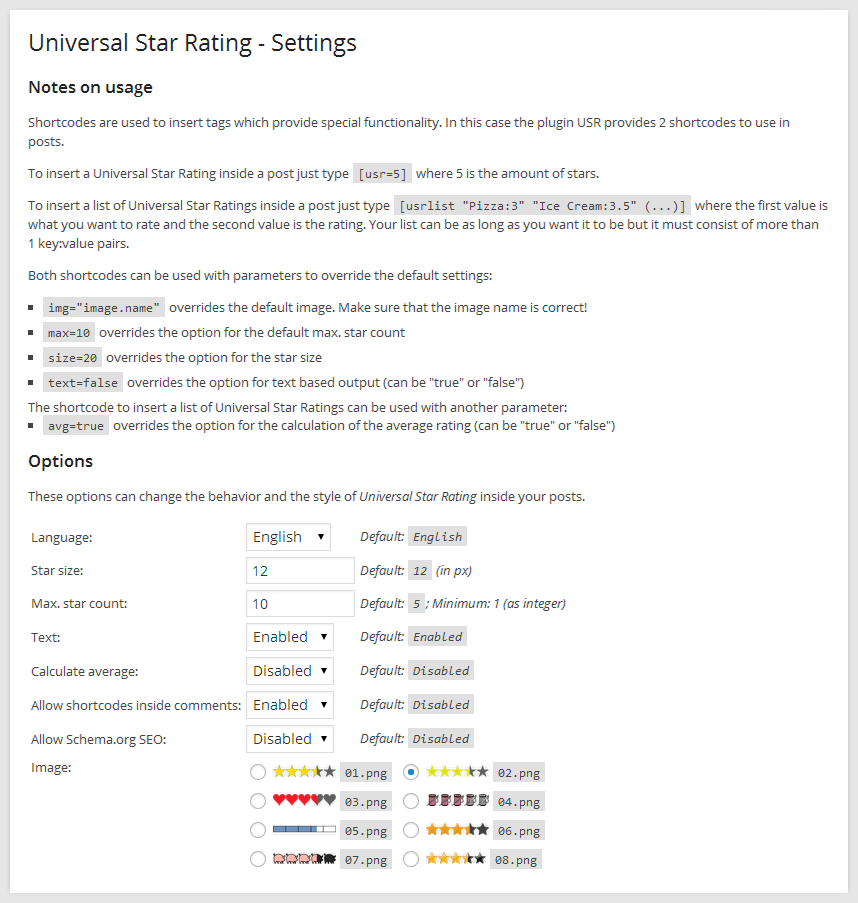 Universal Star Rating - Settings
Notes on usage
Shortcodes are used to insert tags which provide special functionality. In this case the plugin USR provides 2 shortcodes to use in
posts.
To insert a Universal Star Rating inside a post just type [usr=5] where 5 is the amount of stars.
To insert a list of Universal Star Ratings inside a post just type [usrlist "Pizza:3" "Ice Cream:3.5" (...)] where the first value is
what you want to rate and the second value is the rating. Your list can be as long as you want it to be but it must consist of more than
1 key:value pairs.
Both shortcodes can be used with parameters to override the default settings:
img="image.name" overrides the default image. Make sure that the image name is correct!
max=10 overrides the option for the default max. star count
size=20 overrides the option for the star size
text=false overrides the option for text based output (can be "true" or "false")
The shortcode to insert a list of Universal Star Ratings can be used with another parameter:
avg=true overrides the option for the calculation of the average rating (can be "true" or "false")
Options
These options can change the behavior and the style of Universal Star Rating inside your posts.
Language: English Default: English
Star size: 12 Default: 12 (in px)
Max. star count: 10 Default: 5 ; Minimum: 1 (as integer)
Text: Enabled Default: Enabled
Calculate average: Disabled Default: Disabled
Allow shortcodes inside comments: Enabled Default: Disabled
Allow Schema.org SEO: Disabled Default: Disabled
Image: 01.png 02.png
03.png 04.png
05.png 06.png
07.png 08.png